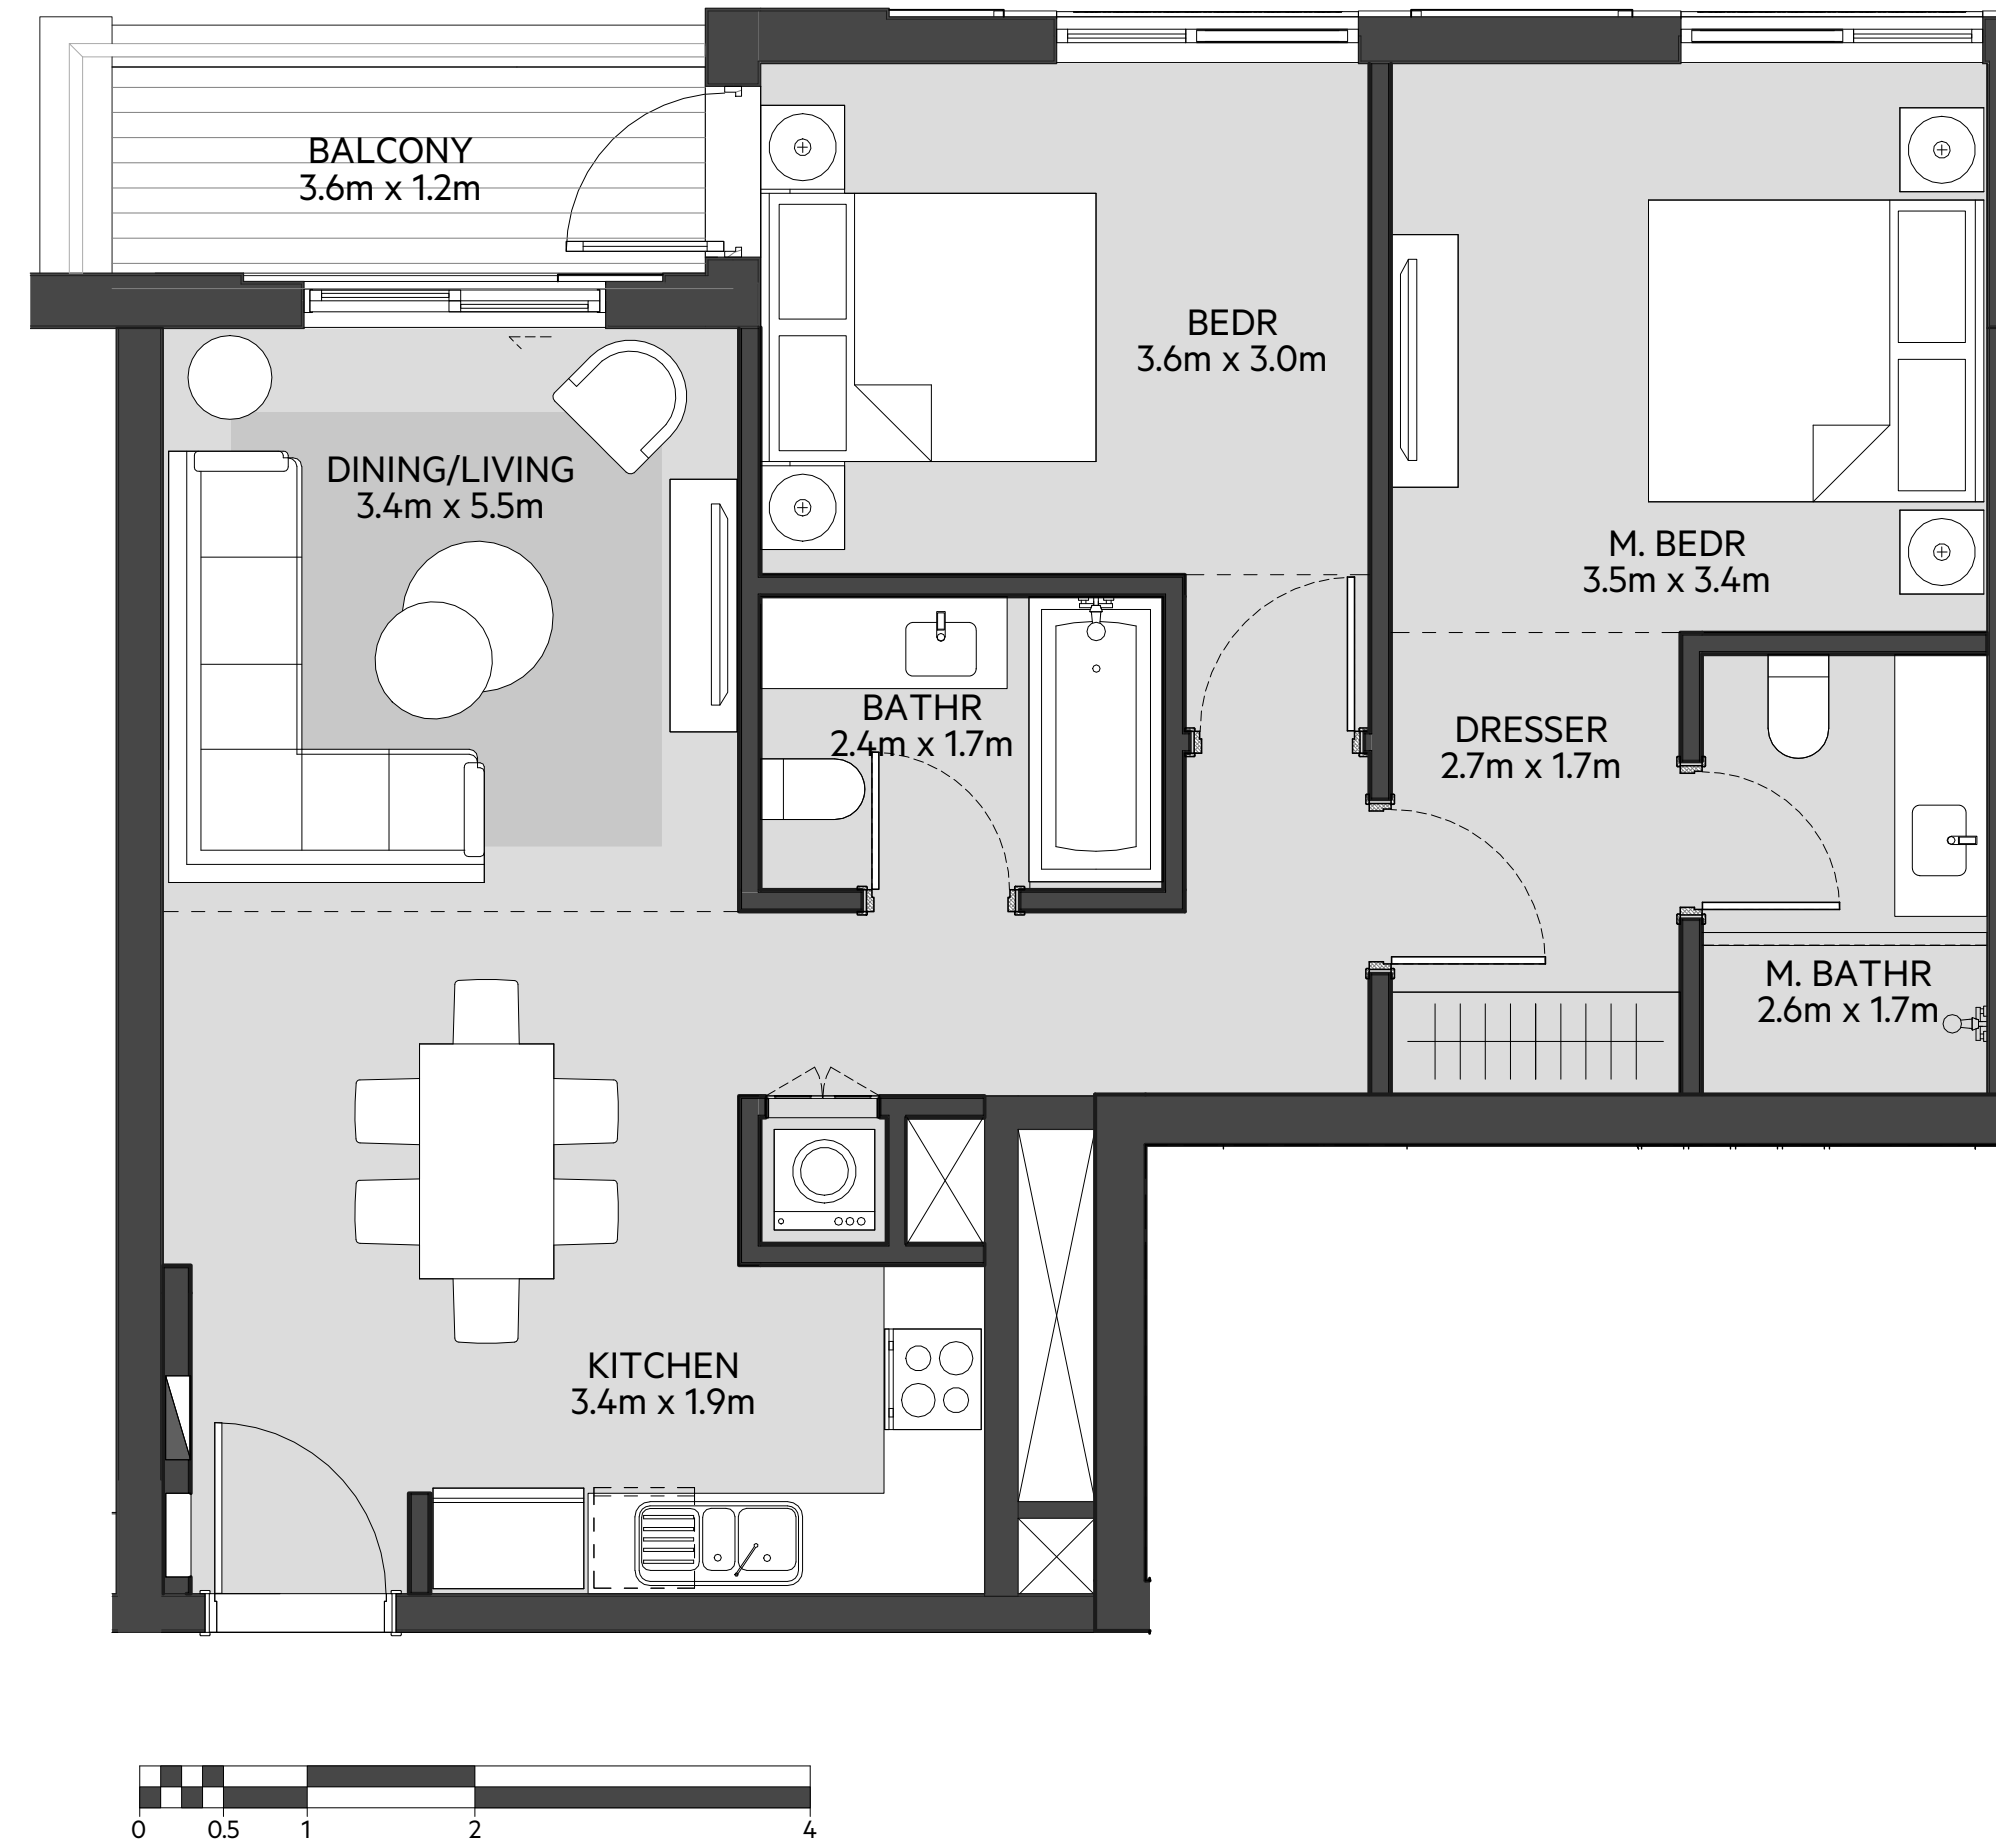 BALCONY
3.6m x 1.2m
BEDR
3.6m x 3.0m
DINING/LIVING
3.4m x 5.5m
M. BEDR
3.5m x 3.4m
BATHR
2.4m x 1.7m
DRESSER
2.7m x 1.7m
M. BATHR
2.6m x 1.7m
KITCHEN
3.4m x 1.9m
0 0.5 1 2 4